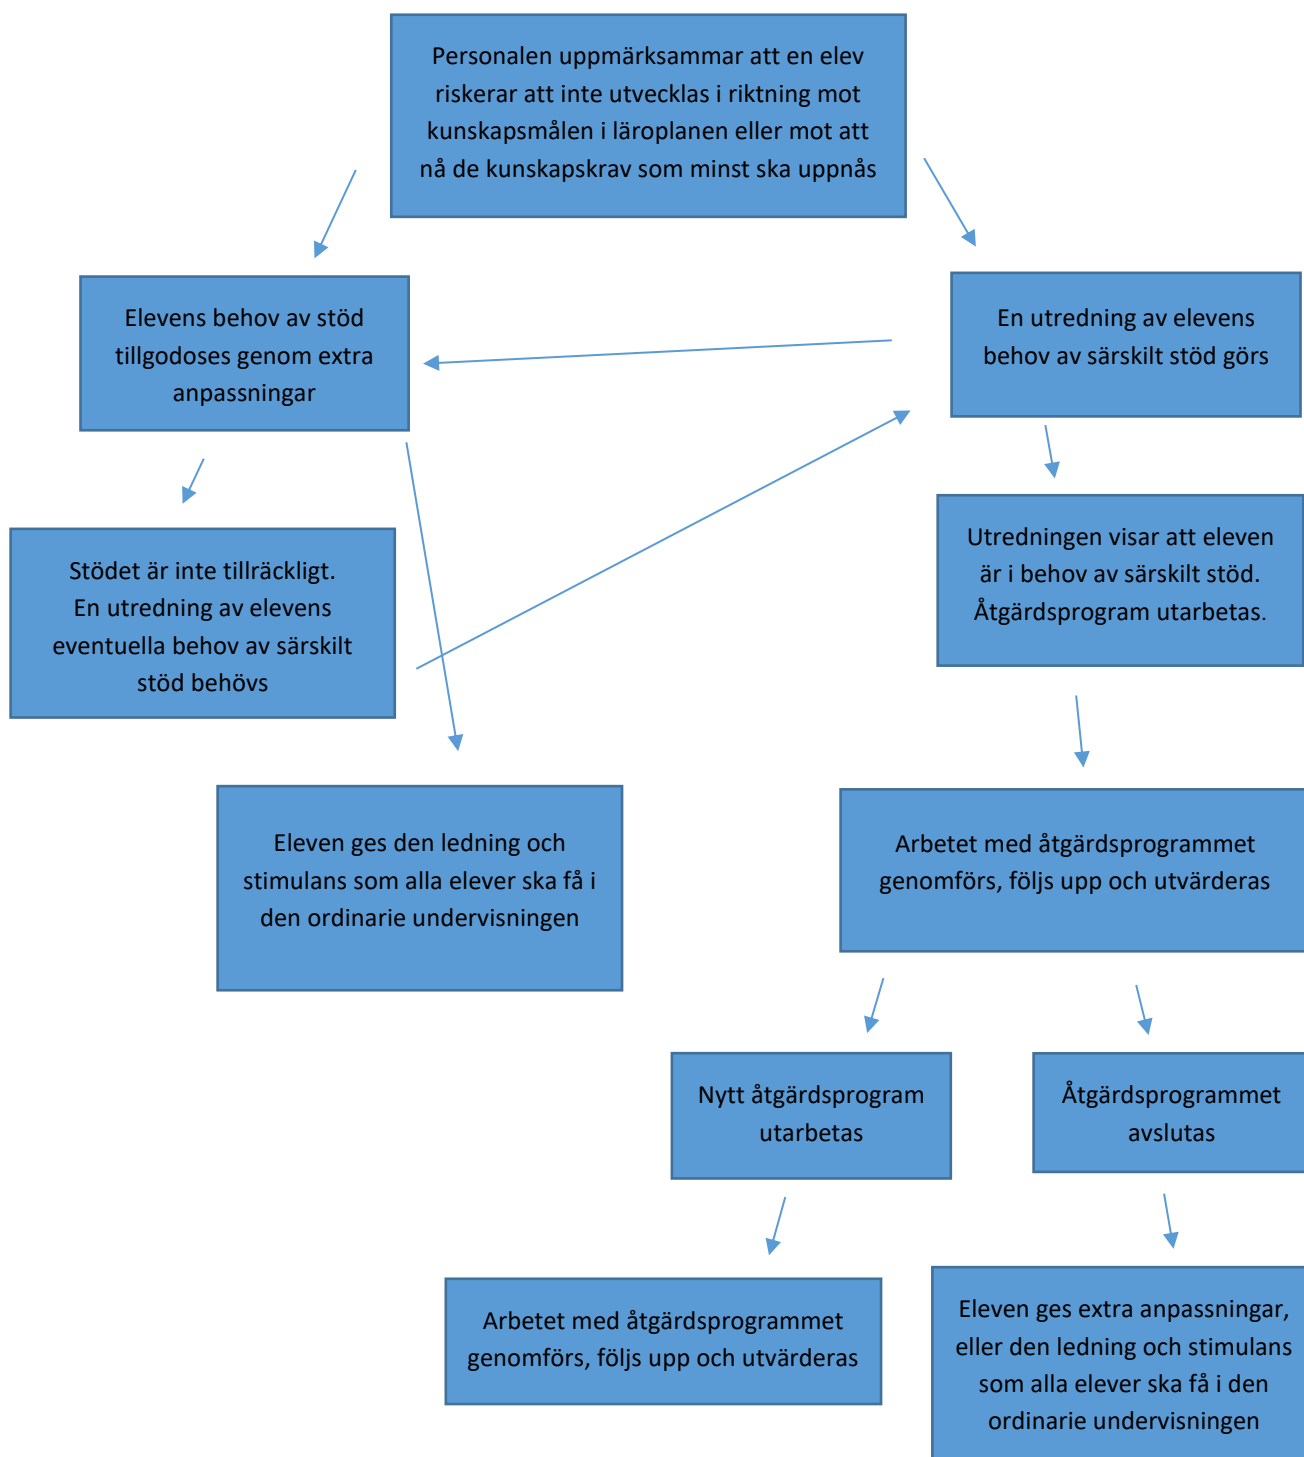 Personalen uppmärksammar att en elev
riskerar att inte utvecklas i riktning mot
kunskapsmålen i läroplanen eller mot att
nå de kunskapskrav som minst ska uppnås
Elevens behov av stöd
tillgodoses genom extra
anpassningar
En utredning av elevens
behov av särskilt stöd görs
Stödet är inte tillräckligt.
En utredning av elevens
eventuella behov av särskilt
stöd behövs
Utredningen visar att eleven
är i behov av särskilt stöd.
Åtgärdsprogram utarbetas.
Eleven ges den ledning och
stimulans som alla elever ska få i
den ordinarie undervisningen
Arbetet med åtgärdsprogrammet
genomförs, följs upp och utvärderas
Nytt åtgärdsprogram
utarbetas
Åtgärdsprogrammet
avslutas
Arbetet med åtgärdsprogrammet
genomförs, följs upp och utvärderas
Eleven ges extra anpassningar,
eller den ledning och stimulans
som alla elever ska få i den
ordinarie undervisningen